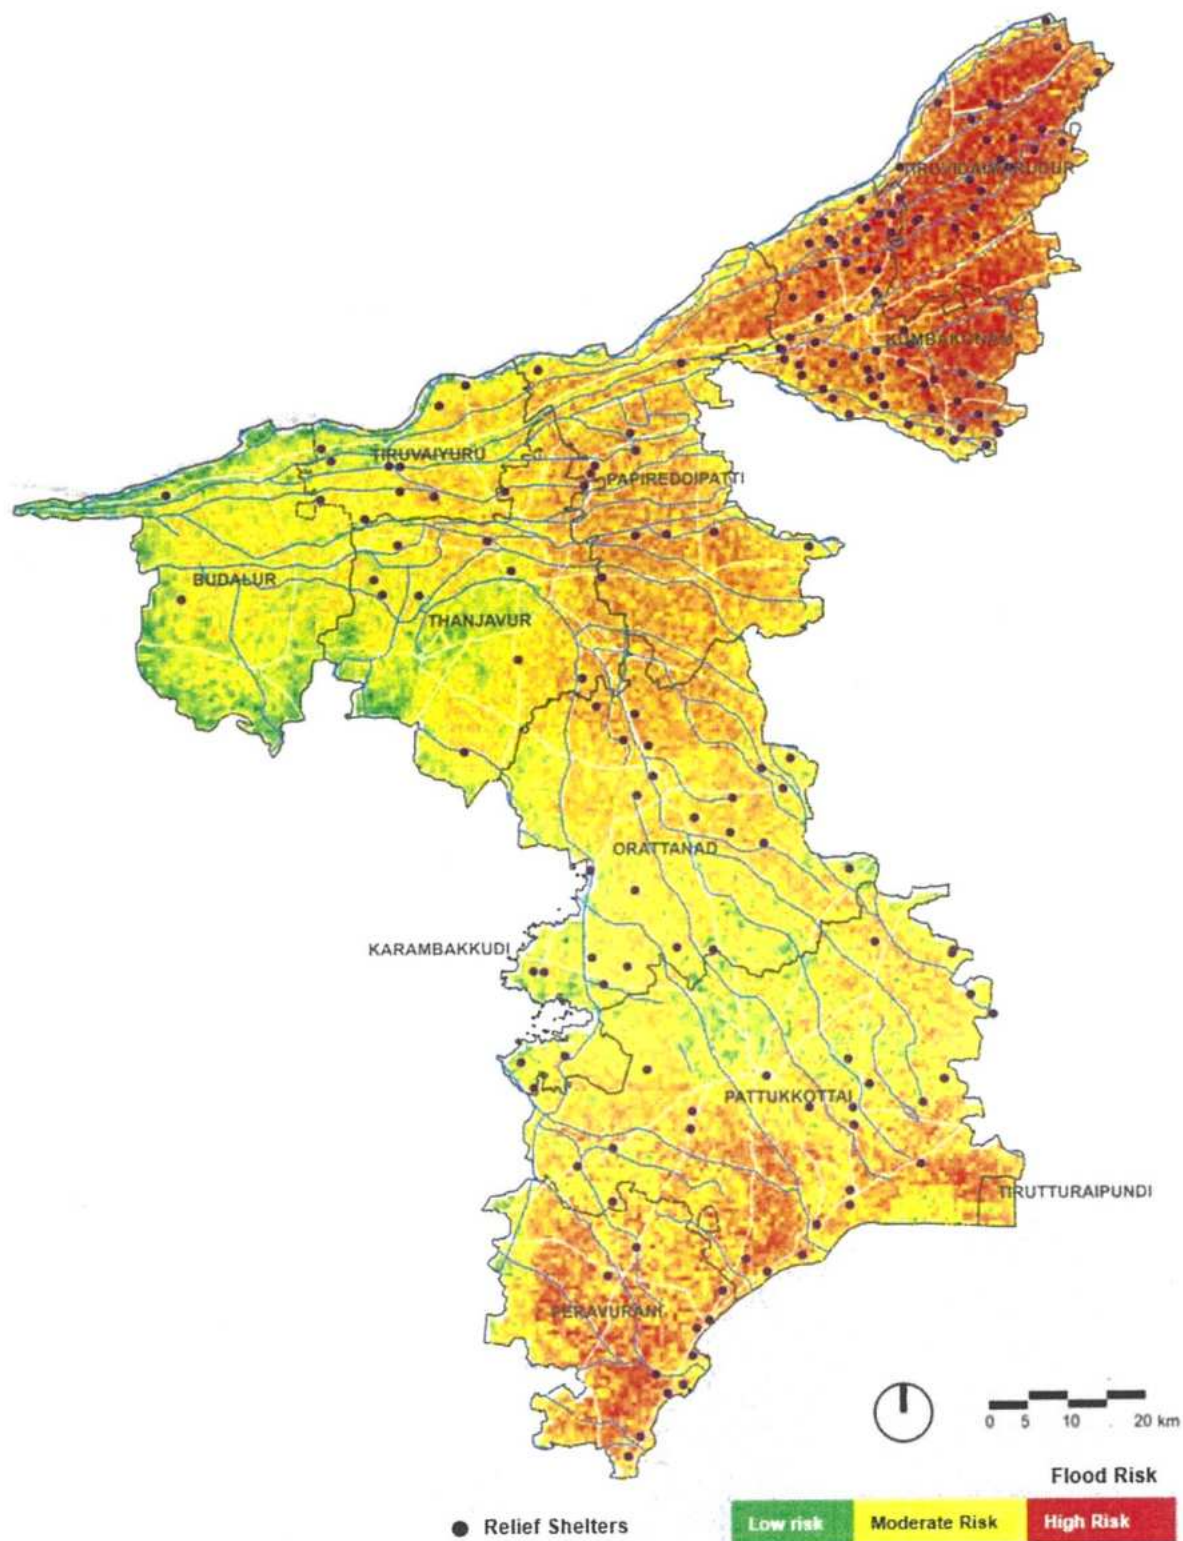 KUMBAKONAM
TIRUVAIYURU
PAPIREDOIPATTI
BUDALUR
THANJAVUR
ORATTANAD
KARAMBAKKUDI
PATTUKKOTTAI
TIRUTTURAIPUNDI
PERAVURANI
0 5 10 20 km
Flood Risk
Relief Shelters
Low risk Moderate Risk High Risk